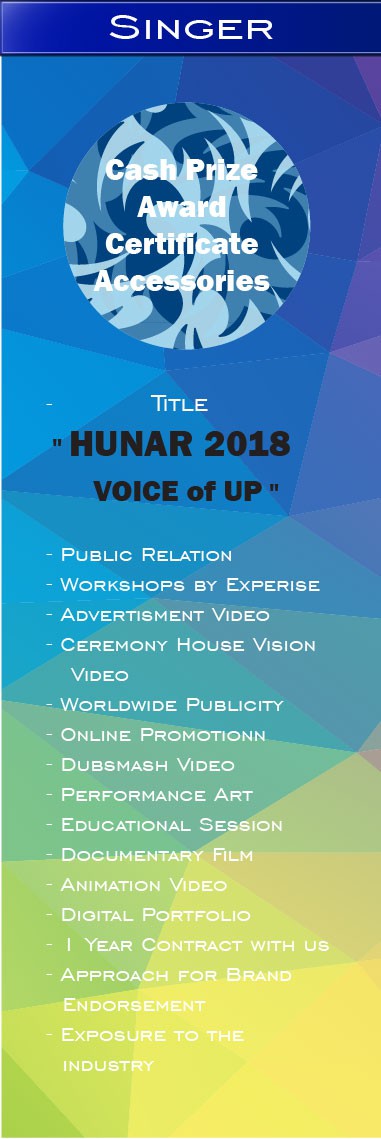 Singer
Cash Prize
Award
Certificate
Accessories
- Title
" HUNAR 2018
VOICE of UP "
- Public Relation
- Workshops by Experise
- Advertisment Video
- Ceremony House Vision
Video
- Worldwide Publicity
- Online Promotionn
- Dubsmash Video
- Performance Art
- Educational Session
- Documentary Film
- Animation Video
- Digital Portfolio
- 1 Year Contract with us
- Approach for Brand
Endorsement
- Exposure to the
industry